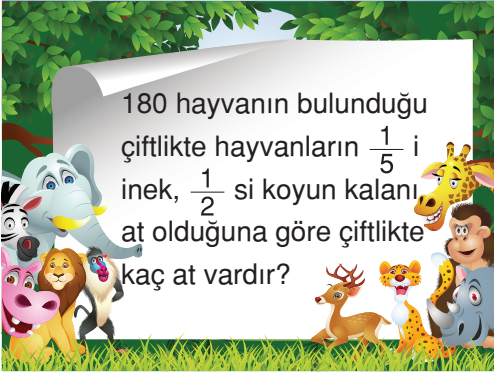 180 hayvanın bulunduğu
çiftlikte hayvanların 1/5 i
inek, 1/2 si koyun kalanı
at olduğuna göre çiftlikte
kaç at vardır?